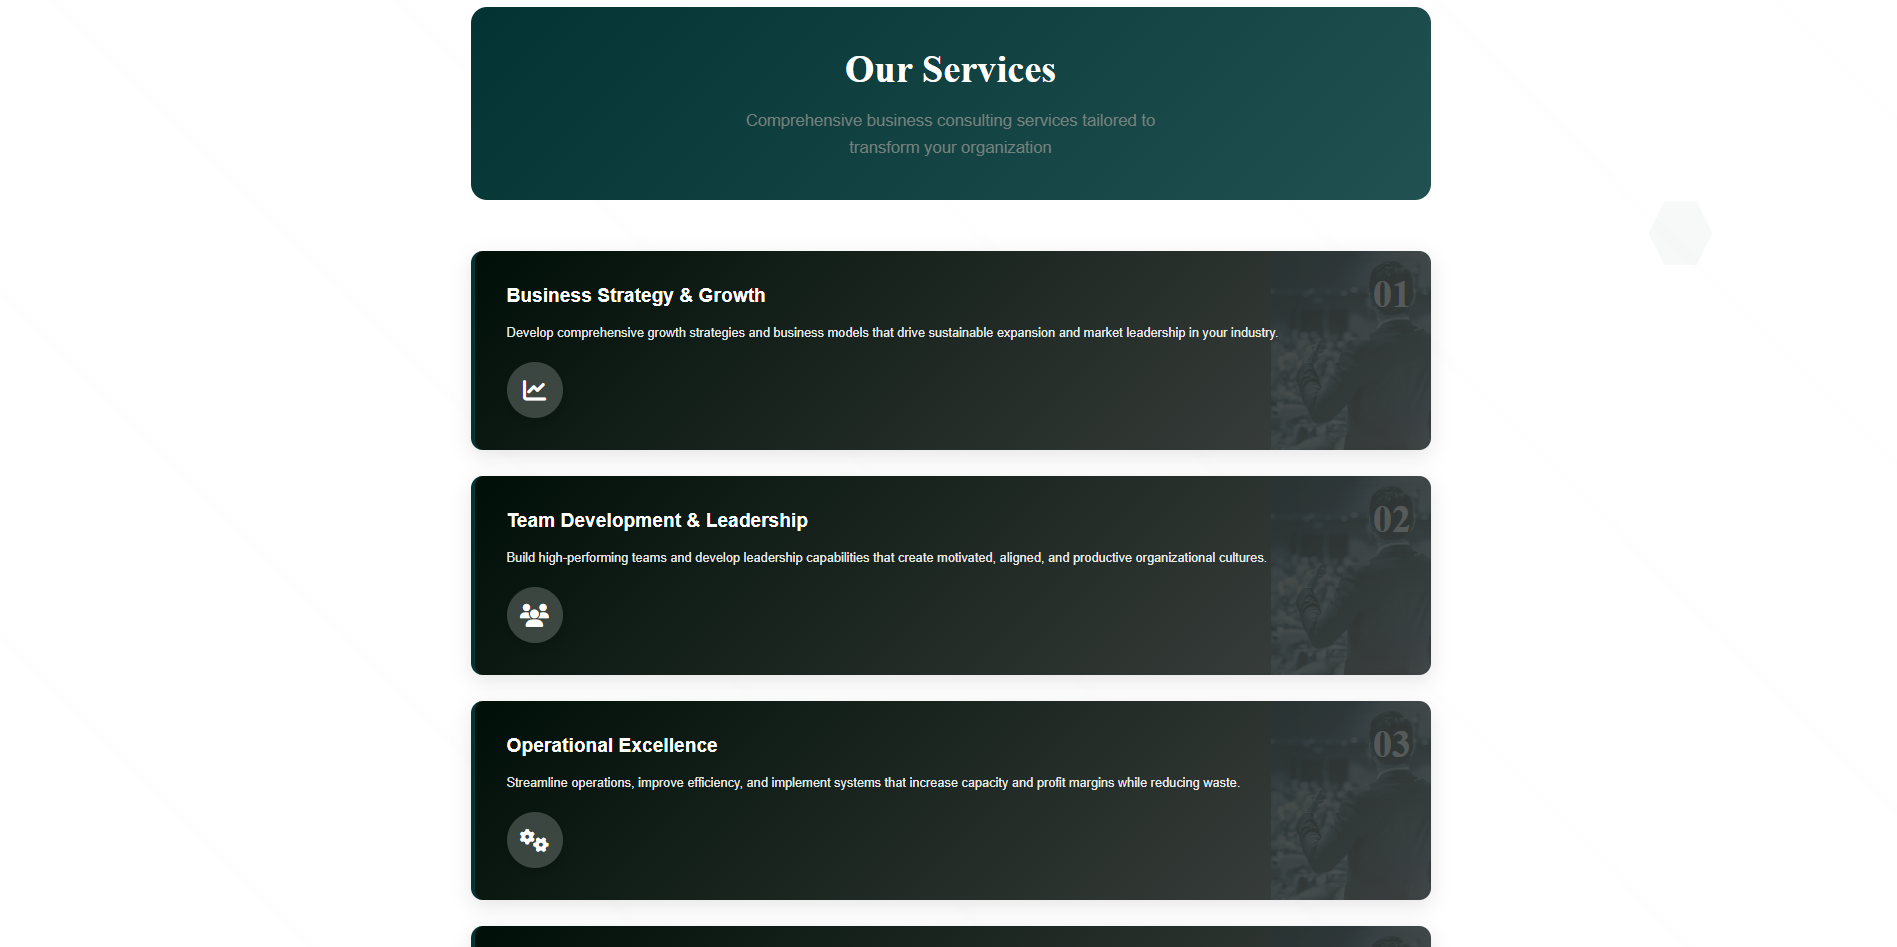 Our Services
Comprehensive business consulting services tailored to
transform your organization
01
Business Strategy & Growth
Develop comprehensive growth strategies and business models that drive sustainable expansion and market leadership in your industry.
02
Team Development & Leadership
Build high-performing teams and develop leadership capabilities that create motivated, aligned, and productive organizational cultures.
03
Operational Excellence
Streamline operations, improve efficiency, and implement systems that increase capacity and profit margins while reducing waste.